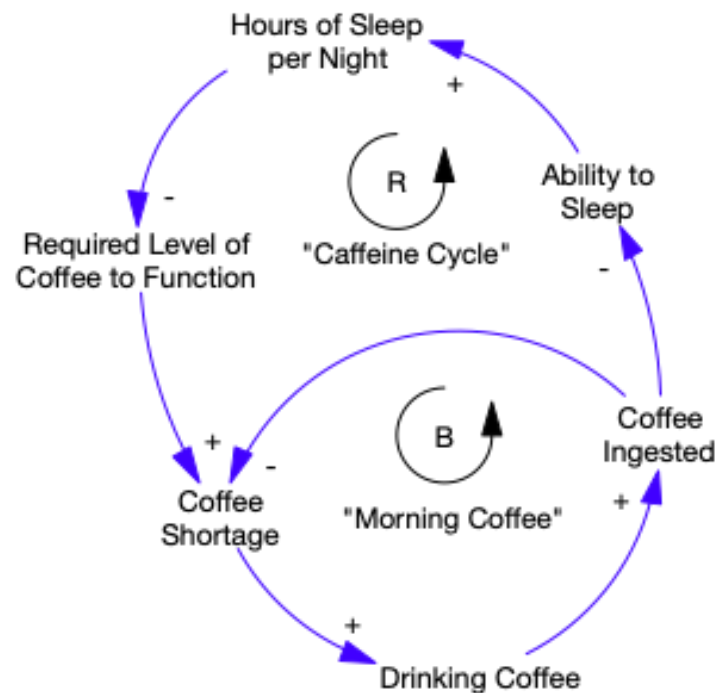 Hours of Sleep
per Night
+
R
"Caffeine Cycle"
Ability to
Sleep
-
-
Required Level of
Coffee to Function
+
-
Coffee
Shortage
B
"Morning Coffee"
Coffee
Ingested
+
+
Drinking Coffee